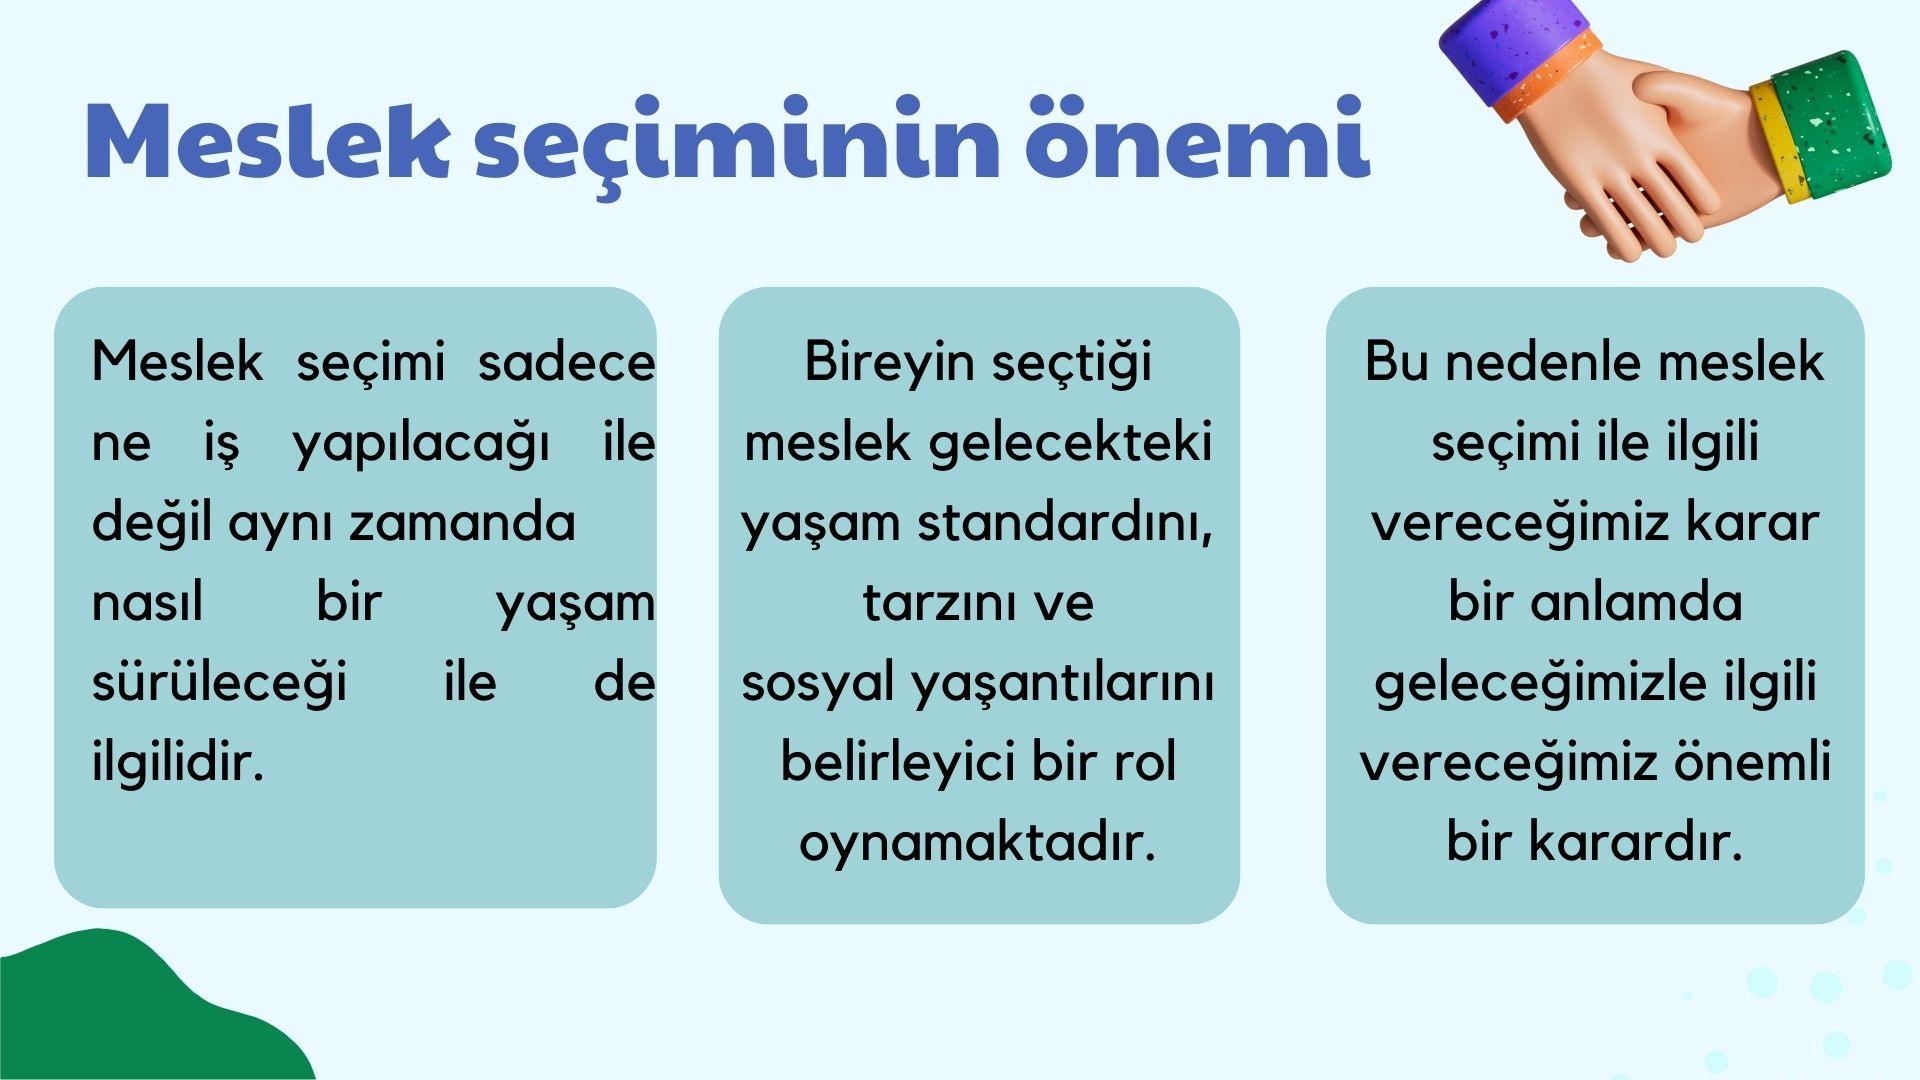 Meslek seçiminin önemi
Meslek seçimi sadece
ne iş yapılacağı ile
değil aynı zamanda
nasıl bir yaşam
sürüleceği ile de
ilgilidir.
Bireyin seçtiği
meslek gelecekteki
yaşam standardını,
tarzını ve
sosyal yaşantılarını
belirleyici bir rol
oynamaktadır.
Bu nedenle meslek
seçimi ile ilgili
vereceğimiz karar
bir anlamda
geleceğimizle ilgili
vereceğimiz önemli
bir karardır.